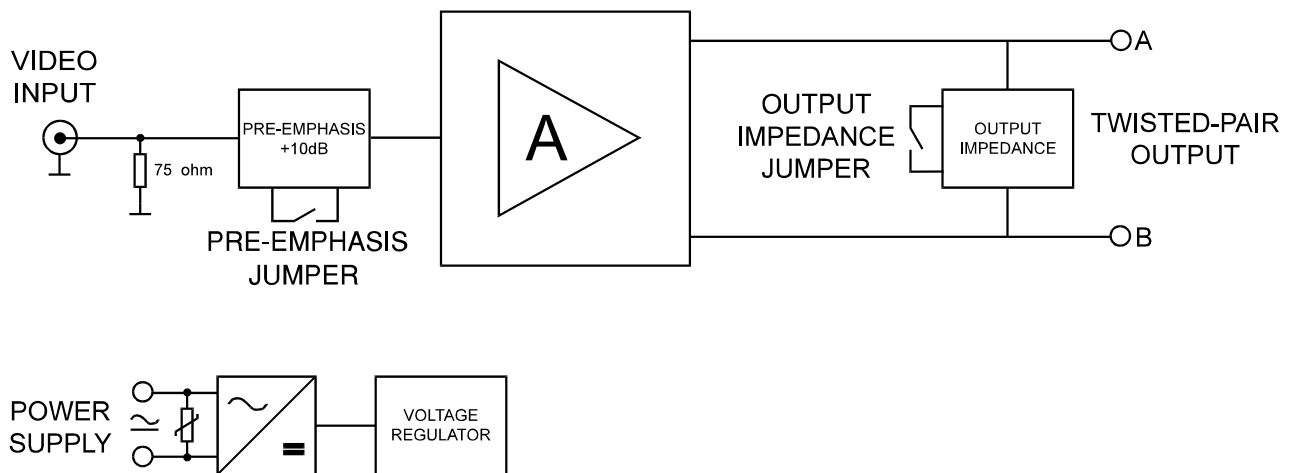 VIDEO
INPUT
75 ohm
PRE-EMPHASIS
+10dB
PRE-EMPHASIS
JUMPER
A
OUTPUT
IMPEDANCE
JUMPER
OUTPUT
IMPEDANCE
A
TWISTED-PAIR
OUTPUT
B
POWER
SUPPLY
VOLTAGE
REGULATOR